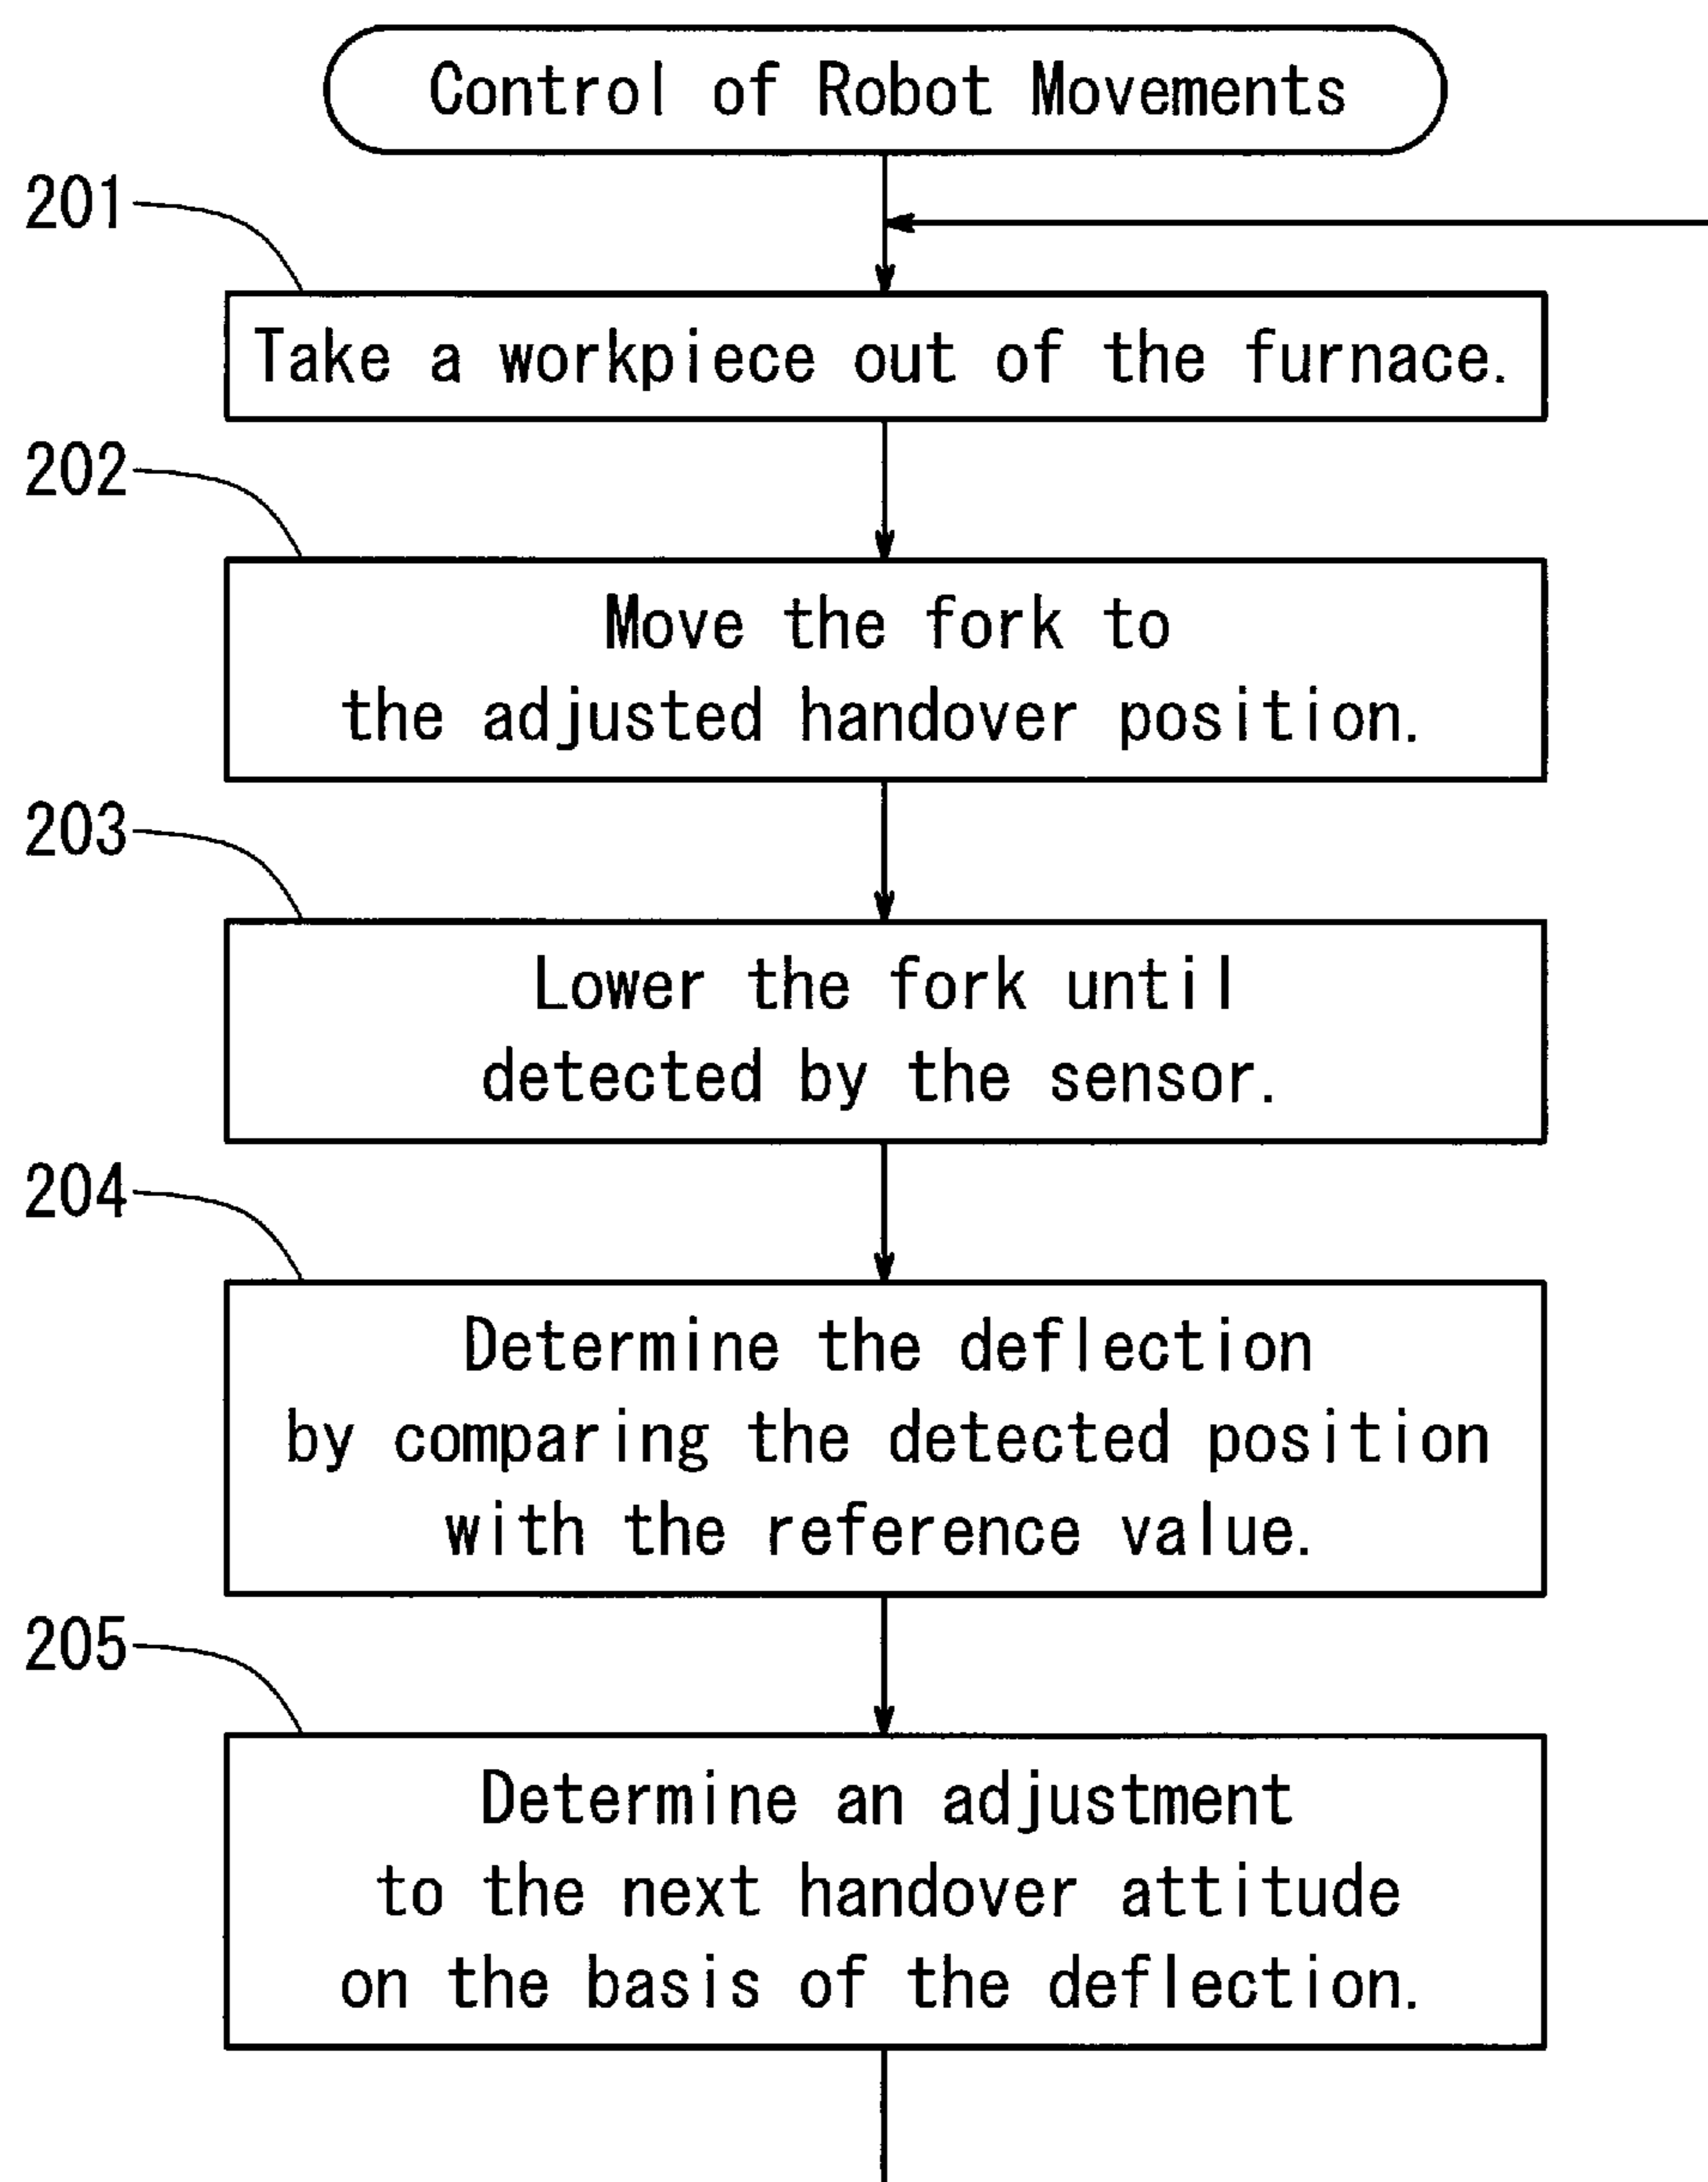 Control of Robot Movements
201
Take a workpiece out of the furnace.
202
Move the fork to
the adjusted handover position.
203
Lower the fork until
detected by the sensor.
204
Determine the deflection
by comparing the detected position
with the reference value.
205
Determine an adjustment
to the next handover attitude
on the basis of the deflection.